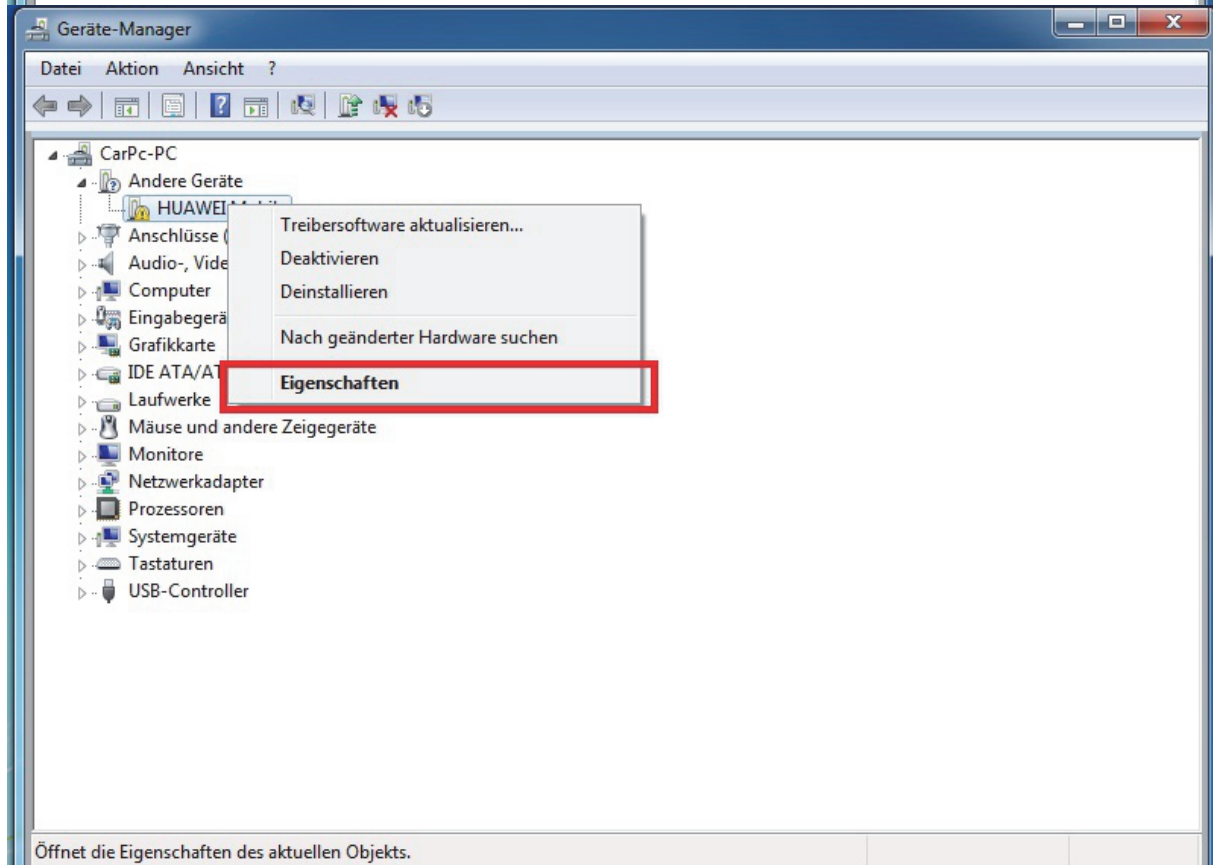 Geräte-Manager
Datei Aktion Ansicht ?
CarPc-PC
Andere Geräte
HUAWEI
Treibersoftware aktualisieren...
Anschlüsse (
Deaktivieren
Audio-, Vide
Deinstallieren
Computer
Eingabegerä
Nach geänderter Hardware suchen
Grafikkarte
IDE ATA/AT
Eigenschaften
Laufwerke
Mäuse und andere Zeigegeräte
Monitore
Netzwerkadapter
Prozessoren
Systemgeräte
Tastaturen
USB-Controller
Öffnet die Eigenschaften des aktuellen Objekts.